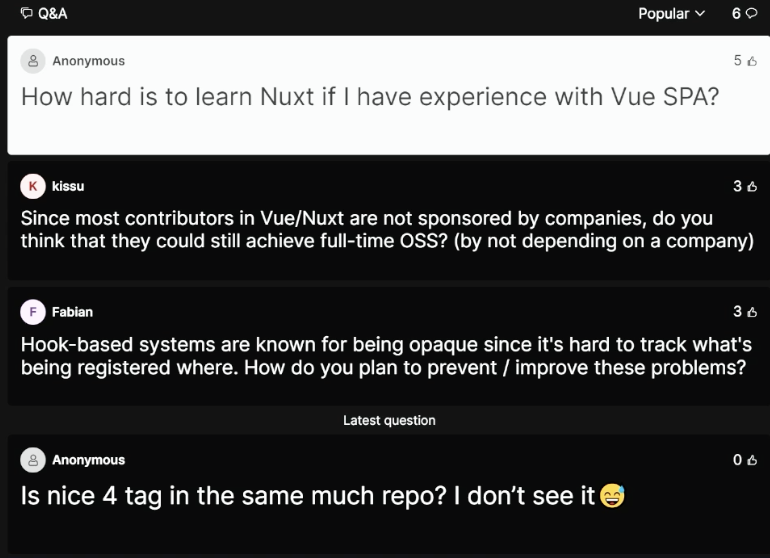 Q&A
Popular
6
Anonymous
5
How hard is to learn Nuxt if I have experience with Vue SPA?
K
kissu
3
Since most contributors in Vue/Nuxt are not sponsored by companies, do you
think that they could still achieve full-time OSS? (by not depending on a company)
F
Fabian
3
Hook-based systems are known for being opaque since it's hard to track what's
being registered where. How do you plan to prevent / improve these problems?
Latest question
Anonymous
0
Is nice 4 tag in the same much repo? I don’t see it😅